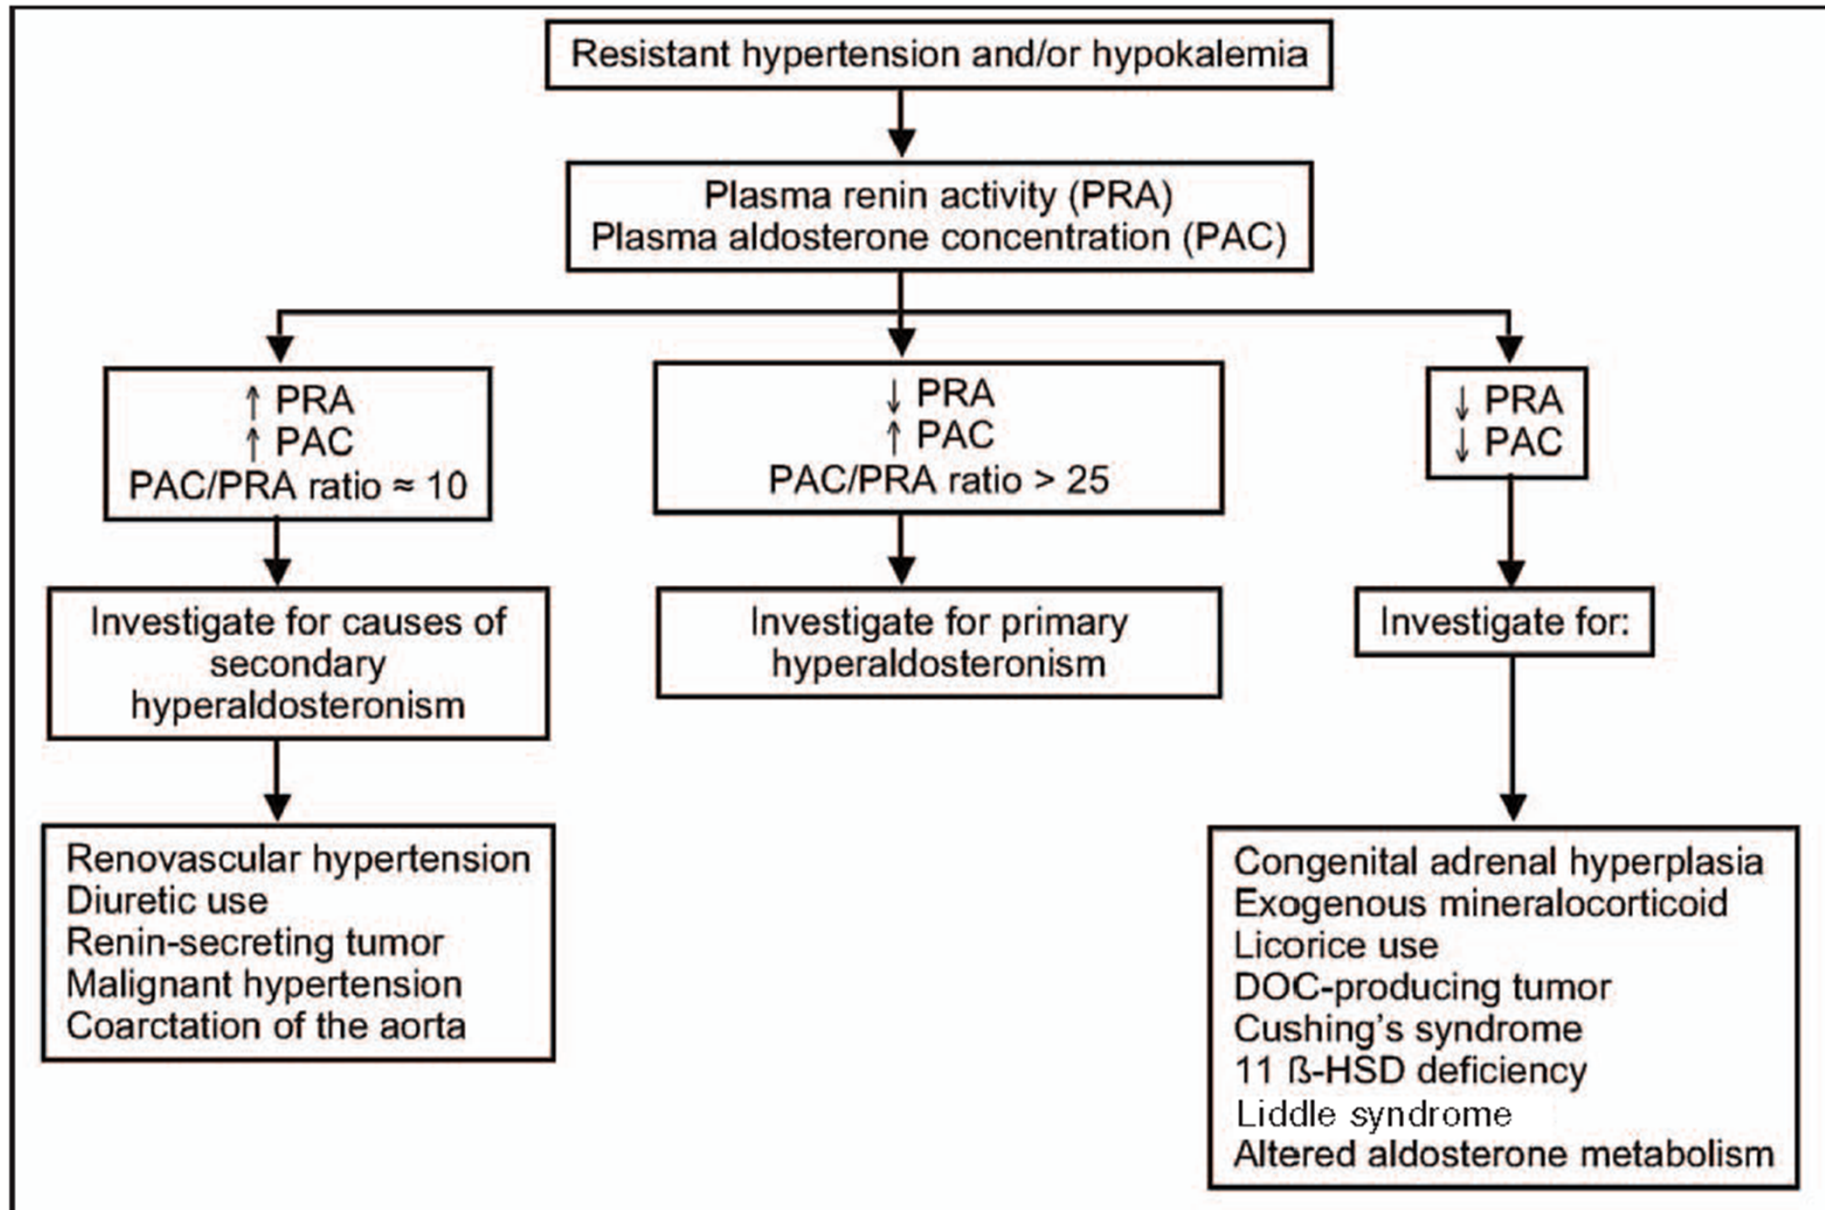 Resistant hypertension and/or hypokalemia
Plasma renin activity (PRA)
Plasma aldosterone concentration (PAC)
↑ PRA
↑ PAC
PAC/PRA ratio ≈ 10
↓ PRA
↑ PAC
PAC/PRA ratio > 25
↓ PRA
↓ PAC
Investigate for causes of
secondary
hyperaldosteronism
Investigate for primary
hyperaldosteronism
Investigate for:
Renovascular hypertension
Diuretic use
Renin-secreting tumor
Malignant hypertension
Coarctation of the aorta
Congenital adrenal hyperplasia
Exogenous mineralocorticoid
Licorice use
DOC-producing tumor
Cushing's syndrome
11 ß-HSD deficiency
Liddle syndrome
Altered aldosterone metabolism